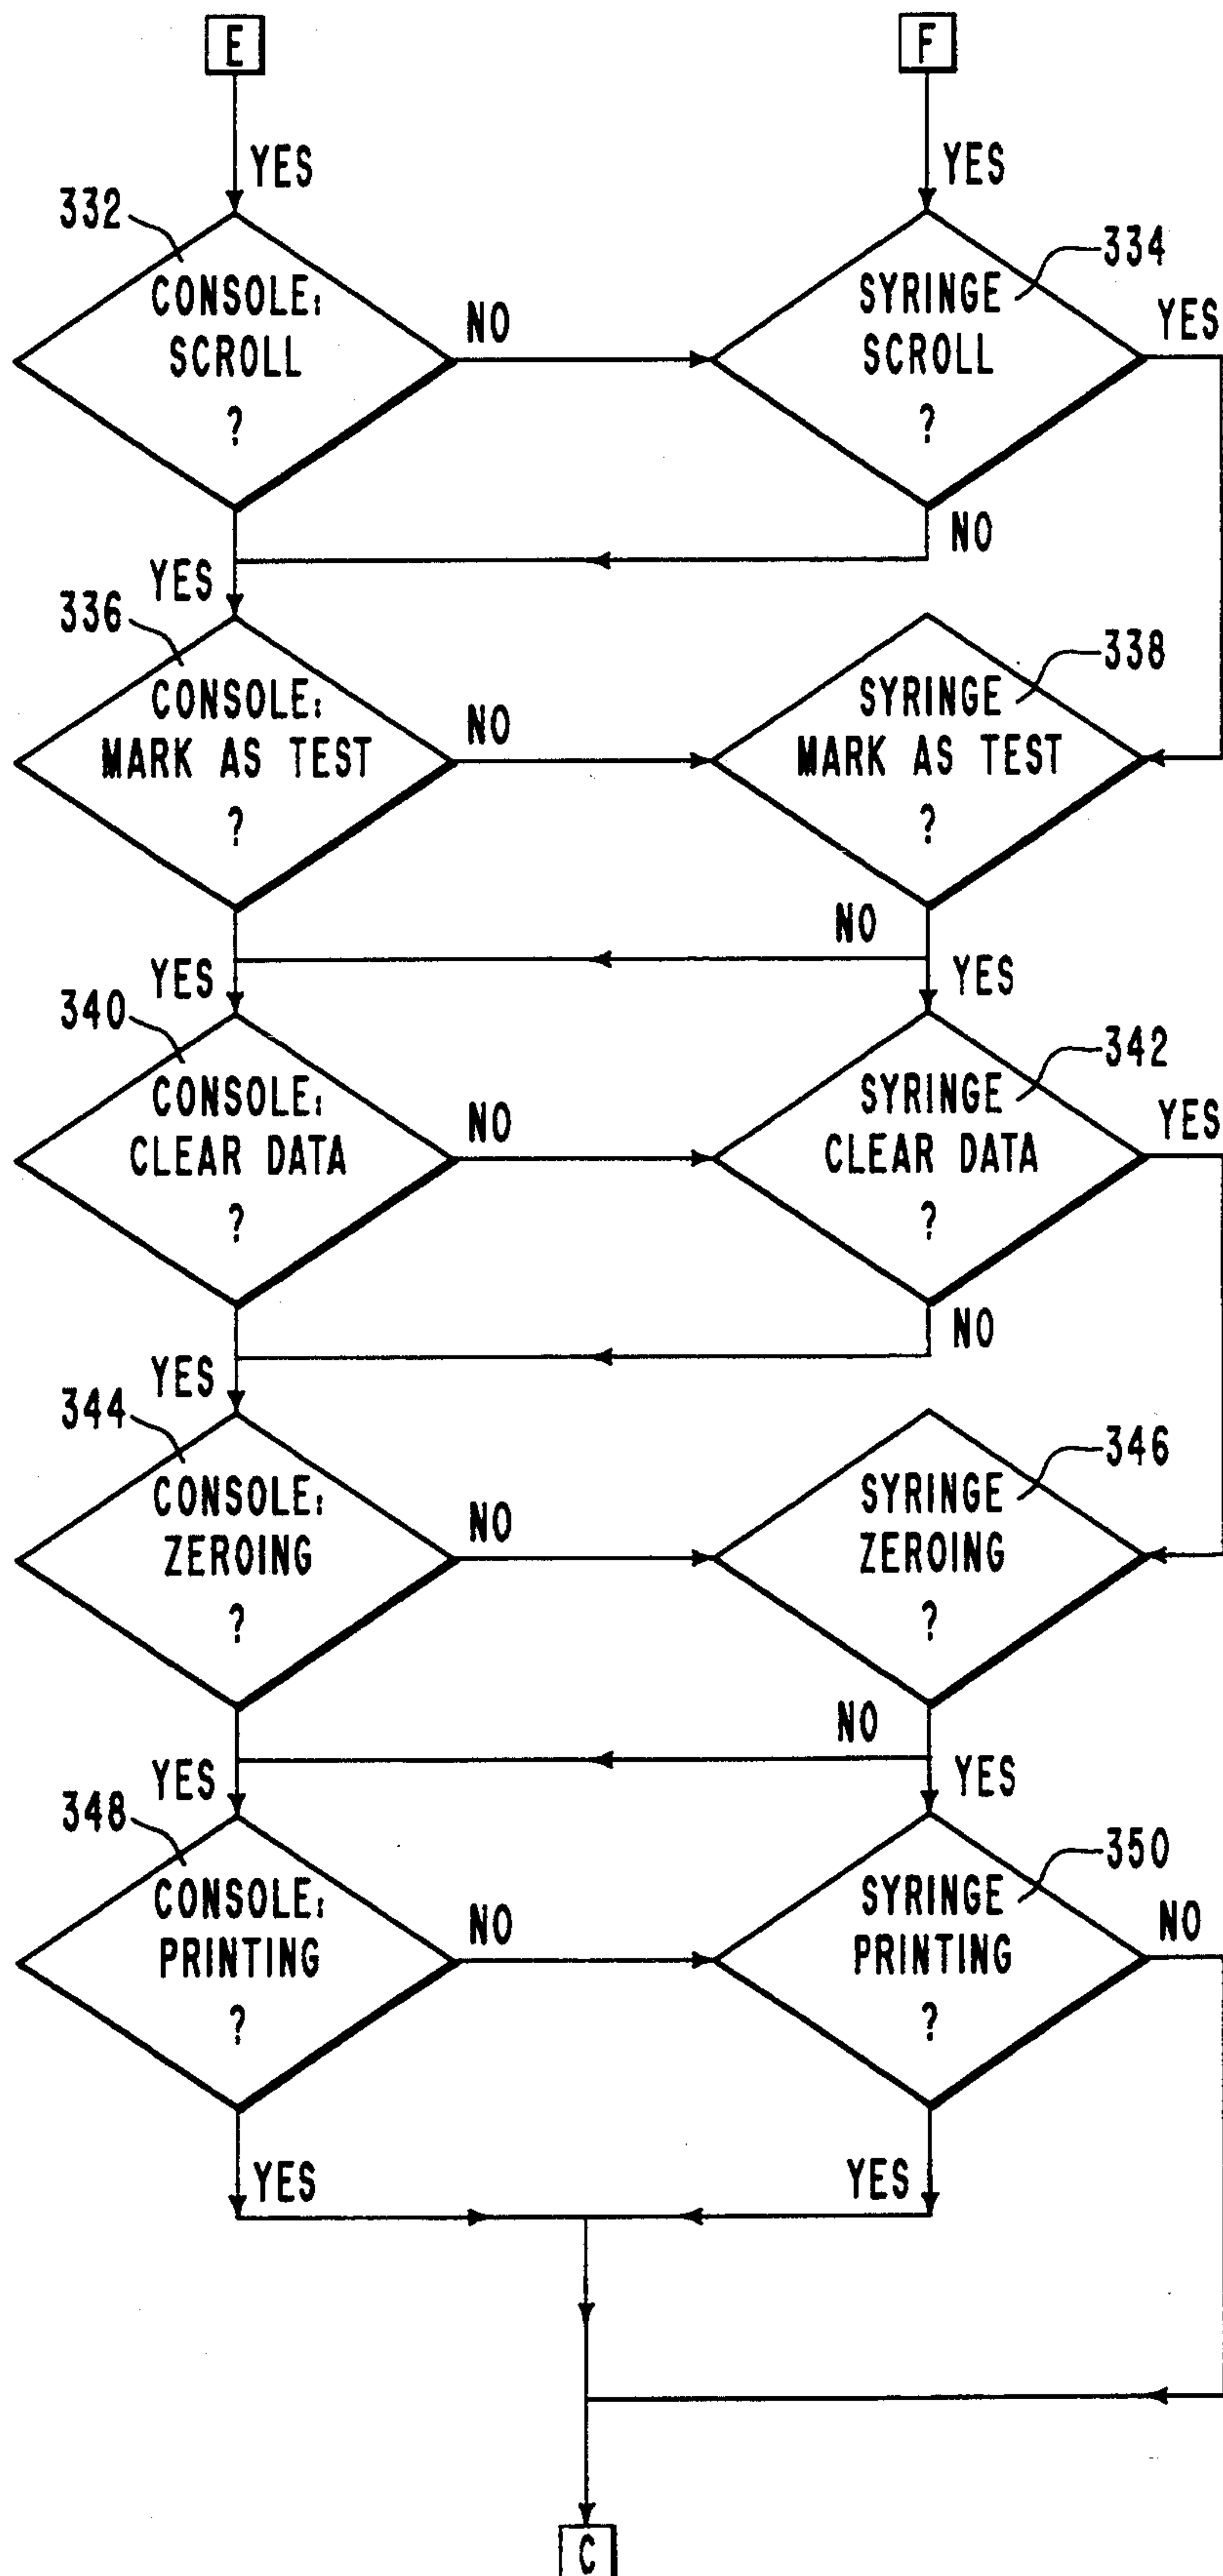 E
F
YES
YES
332
334
CONSOLE:
SCROLL
?
NO
SYRINGE
SCROLL
?
YES
NO
YES
336
338
CONSOLE:
MARK AS TEST
?
NO
SYRINGE
MARK AS TEST
?
NO
YES
YES
340
342
CONSOLE:
CLEAR DATA
?
NO
SYRINGE
CLEAR DATA
?
YES
NO
YES
344
346
CONSOLE:
ZEROING
?
NO
SYRINGE
ZEROING
?
NO
YES
YES
348
350
CONSOLE:
PRINTING
?
NO
SYRINGE
PRINTING
?
NO
YES
YES
C